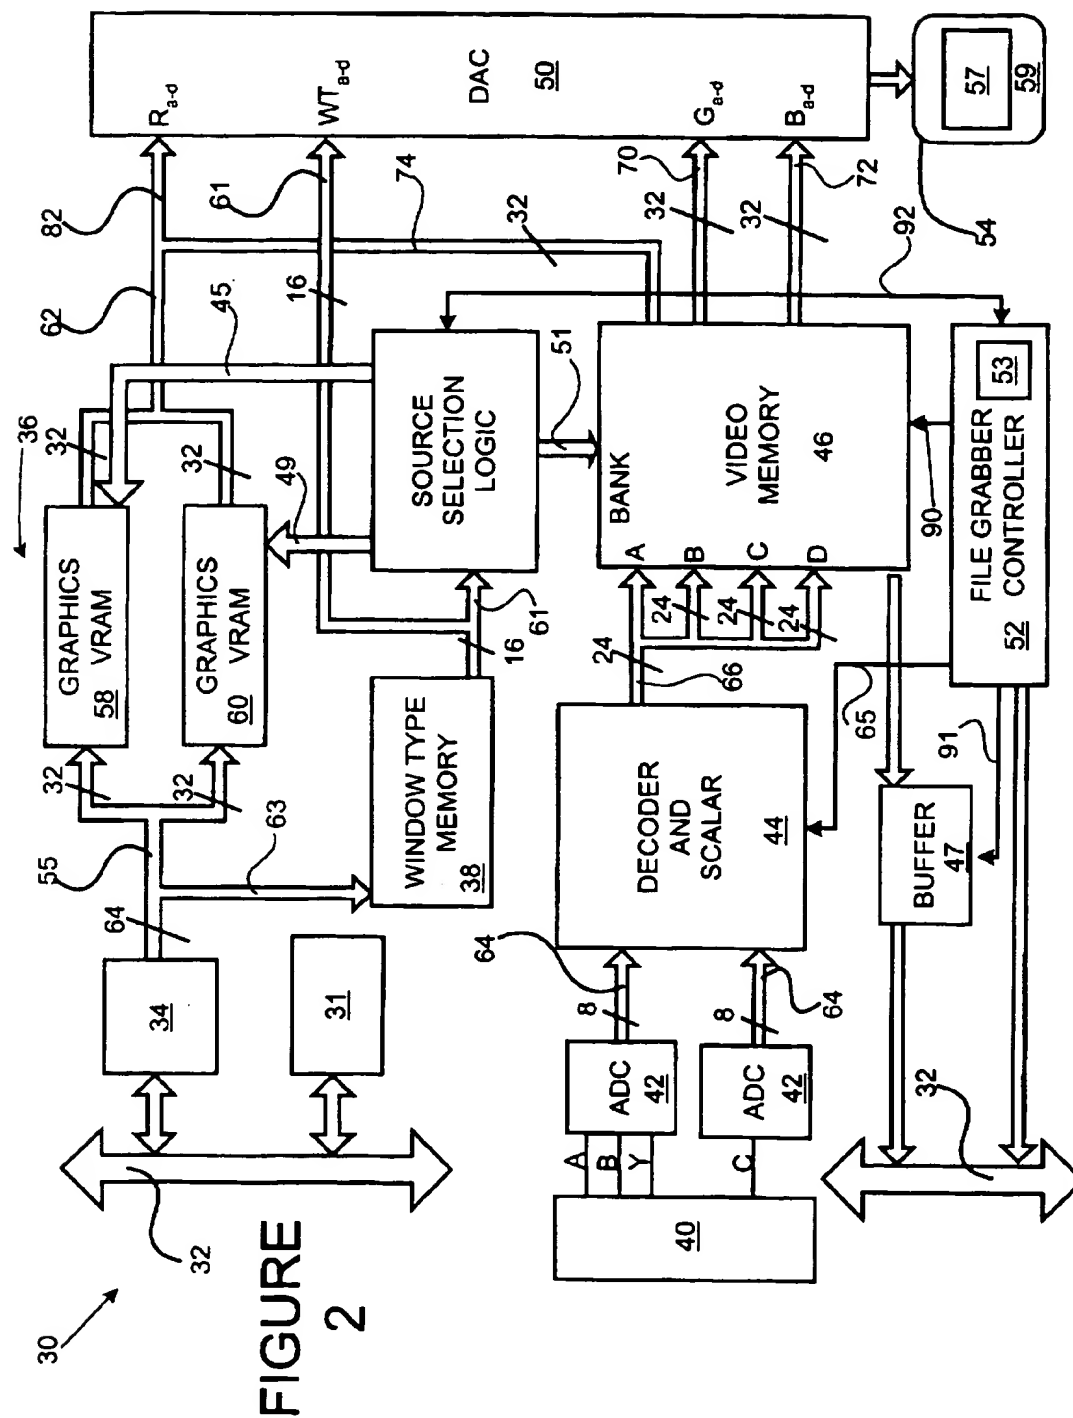 FIGURE
2
30
32
34
31
64
55
63
32
32
GRAPHICS
VRAM
58
GRAPHICS
VRAM
60
36
32
32
62
82
R a-d
WT a-d
DAC
50
G a-d
B a-d
61
74
16
45
49
WINDOW TYPE
MEMORY
38
16
61
SOURCE
SELECTION
LOGIC
51
32
70
32
72
32
92
54
57
59
40
A
B
Y
C
ADC
42
ADC
42
8
8
64
64
DECODER
AND
SCALAR
44
24
66
24
24
24
BANK
A
B
C
D
VIDEO
MEMORY
46
65
90
91
BUFFER
47
FILE GRABBER
CONTROLLER
52
53
32